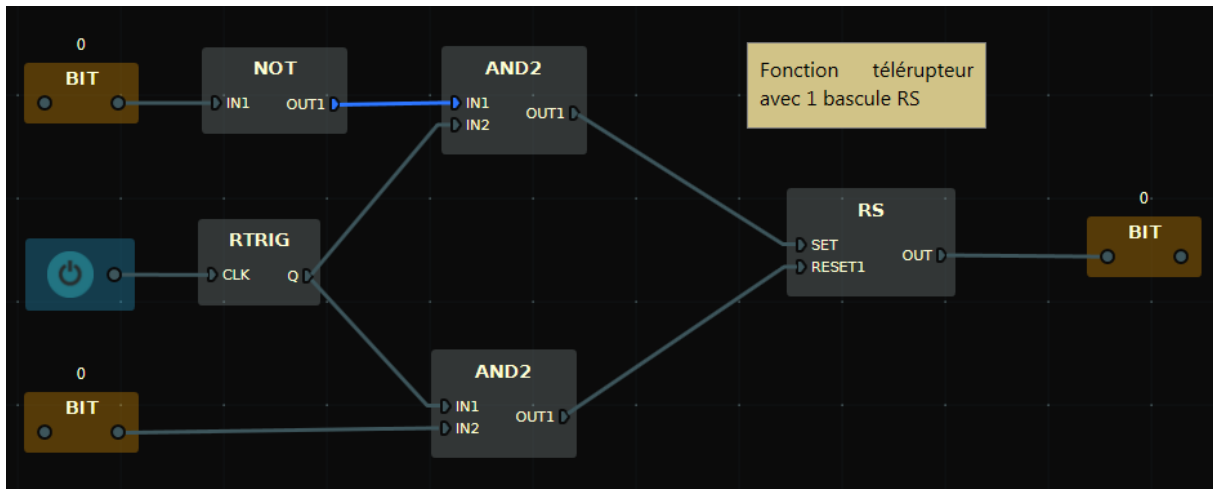 0
BIT
NOT
IN1 OUT1
AND2
IN1
IN2
OUT1
Fonction télérupteur
avec 1 bascule RS
RTRIG
CLK Q
RS
SET
RESET1
OUT
0
BIT
0
BIT
AND2
IN1
IN2
OUT1